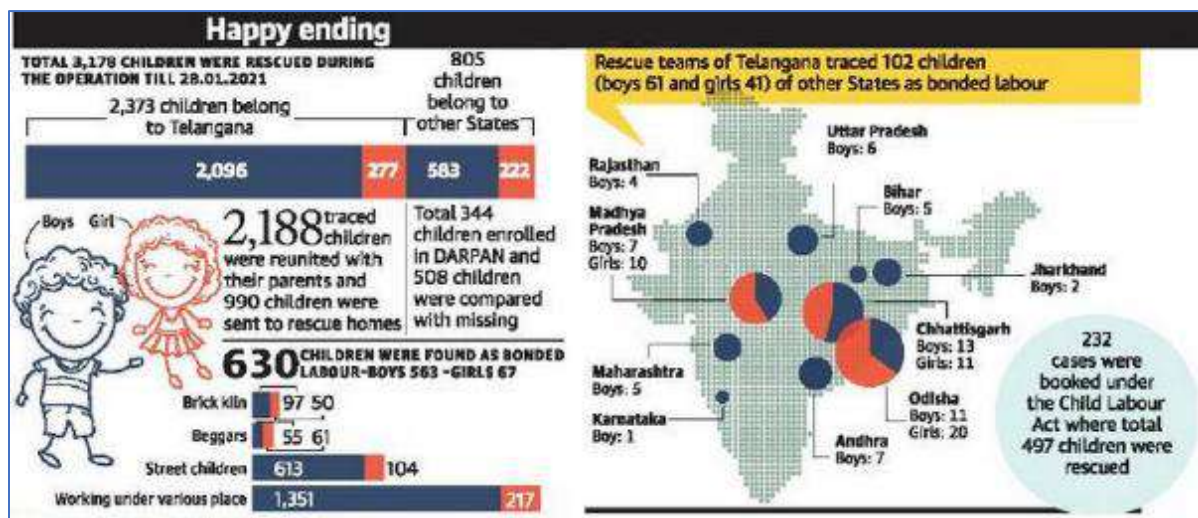 Happy ending
TOTAL 3,178 CHILDREN WERE RESCUED DURING
THE OPERATION TILL 28.01.2021
2,373 children belong
to Telangana
805
children
belong to
other States
2,096
277
583
222
Boys
Girl
2,188 traced
children
were reunited with
their parents and
990 children were
sent to rescue homes
Total 344
children enrolled
in DARPAN and
508 children
were compared
with missing
630 CHILDREN WERE FOUND AS BONDED
LABOUR-BOYS 563 -GIRLS 67
Brick kiln 97 50
Beggars 55 61
Street children 613 104
Working under various place 1,351 217
Rescue teams of Telangana traced 102 children
(boys 61 and girls 41) of other States as bonded labour
Uttar Pradesh
Boys: 6
Rajasthan
Boys: 4
Bihar
Boys: 5
Madhya
Pradesh
Boys: 7
Girls: 10
Jharkhand
Boys: 2
Chhattisgarh
Boys: 13
Girls: 11
Maharashtra
Boys: 5
Odisha
Boys: 11
Girls: 20
Karnataka
Boy: 1
Andhra
Boys: 7
232
cases were
booked under
the Child Labour
Act where total
497 children were
rescued